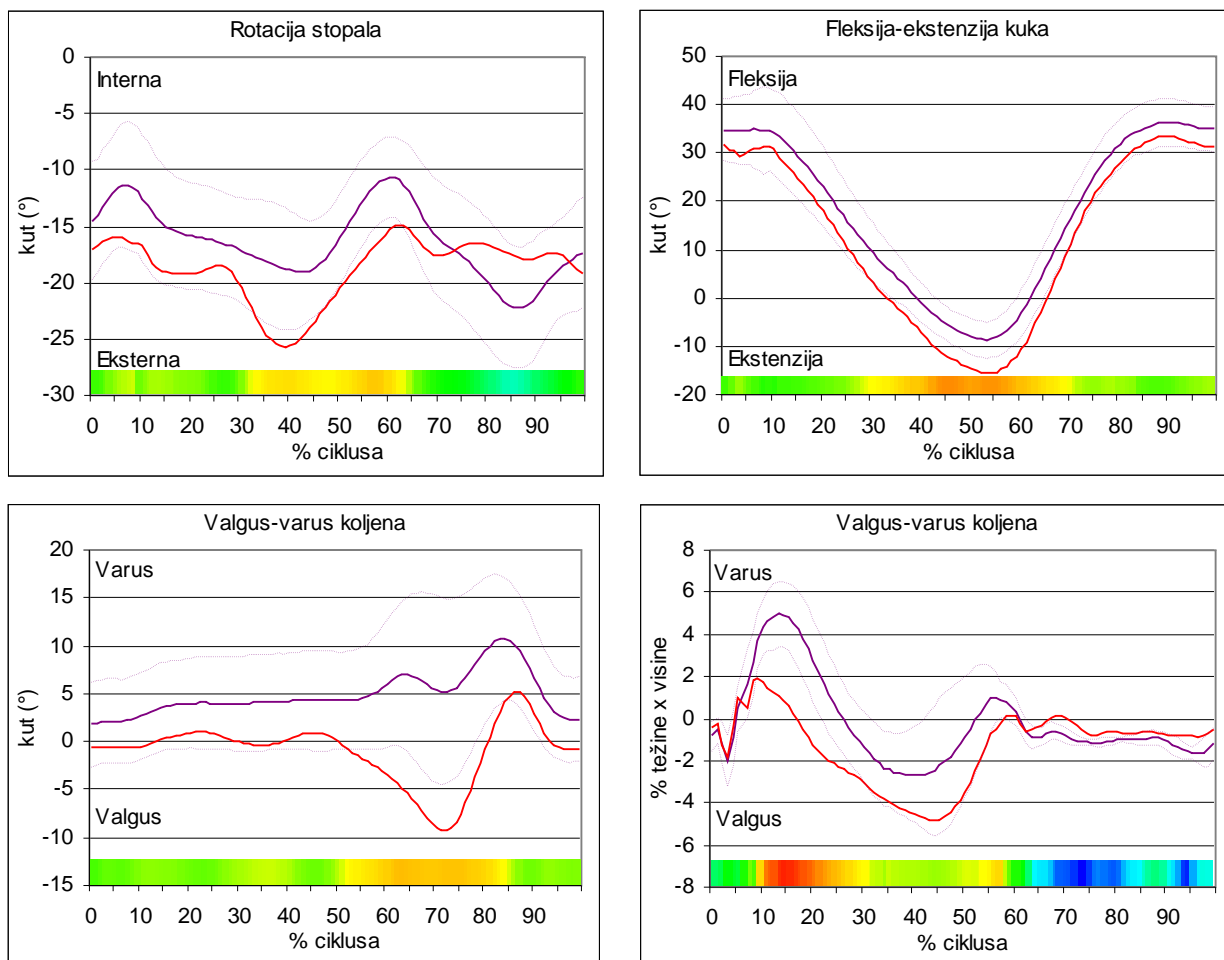 Rotacija stopala
0
-5
-10
-15
-20
-25
-30
kut (°)
Interna
Eksterna
0 10 20 30 40 50 60 70 80 90
% ciklusa
Fleksija-ekstenzija kuka
50
40
30
20
10
0
-10
-20
kut (°)
Fleksija
Ekstenzija
0 10 20 30 40 50 60 70 80 90
% ciklusa
Valgus-varus koljena
20
15
10
5
0
-5
-10
-15
kut (°)
Varus
Valgus
0 10 20 30 40 50 60 70 80 90
% ciklusa
Valgus-varus koljena
8
6
4
2
0
-2
-4
-6
-8
% težine x visine
Varus
Valgus
0 10 20 30 40 50 60 70 80 90
% ciklusa